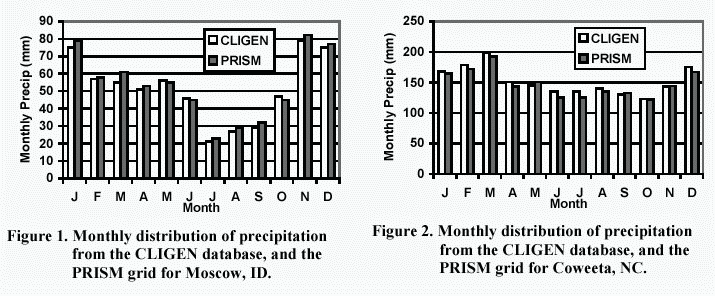 90
80
70
60
50
40
30
20
10
0
Monthly Precip (mm)
CLIGEN
PRISM
J F M A M J J A S O N D
Month
Figure 1. Monthly distribution of precipitation
from the CLIGEN database, and the
PRISM grid for Moscow, ID.
250
200
150
100
50
0
Monthly Precip (mm)
CLIGEN
PRISM
J F M A M J J A S O N D
Month
Figure 2. Monthly distribution of precipitation
from the CLIGEN database, and the
PRISM grid for Coweeta, NC.